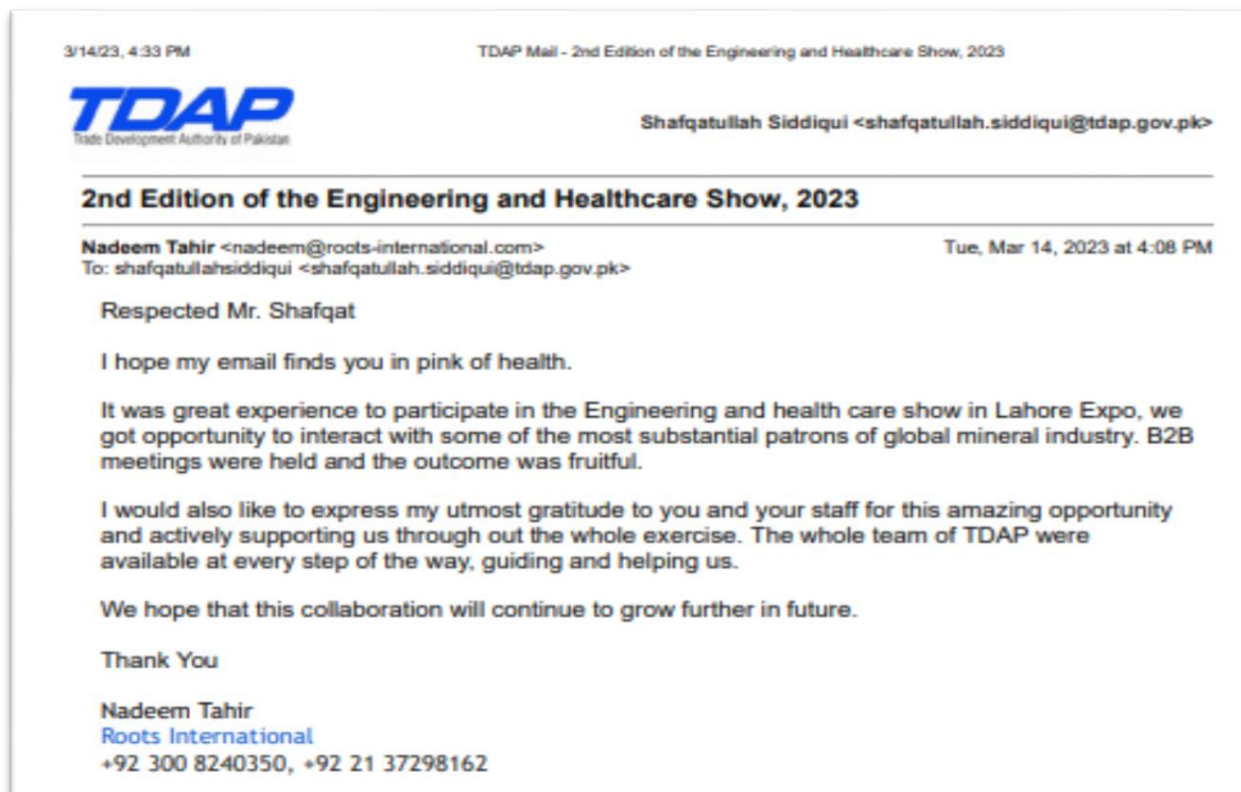 3/14/23, 4:33 PM TDAP Mail - 2nd Edition of the Engineering and Healthcare Show, 2023
TDAP
Trade Development Authority of Pakistan
Shafqatullah Siddiqui <shafqatullah.siddiqui@tdap.gov.pk>
2nd Edition of the Engineering and Healthcare Show, 2023
Nadeem Tahir <nadeem@roots-international.com> Tue, Mar 14, 2023 at 4:08 PM
To: shafqatullahsiddiqui <shafqatullah.siddiqui@tdap.gov.pk>
Respected Mr. Shafqat
I hope my email finds you in pink of health.
It was great experience to participate in the Engineering and health care show in Lahore Expo, we
got opportunity to interact with some of the most substantial patrons of global mineral industry. B2B
meetings were held and the outcome was fruitful.
I would also like to express my utmost gratitude to you and your staff for this amazing opportunity
and actively supporting us through out the whole exercise. The whole team of TDAP were
available at every step of the way, guiding and helping us.
We hope that this collaboration will continue to grow further in future.
Thank You
Nadeem Tahir
Roots International
+92 300 8240350, +92 21 37298162